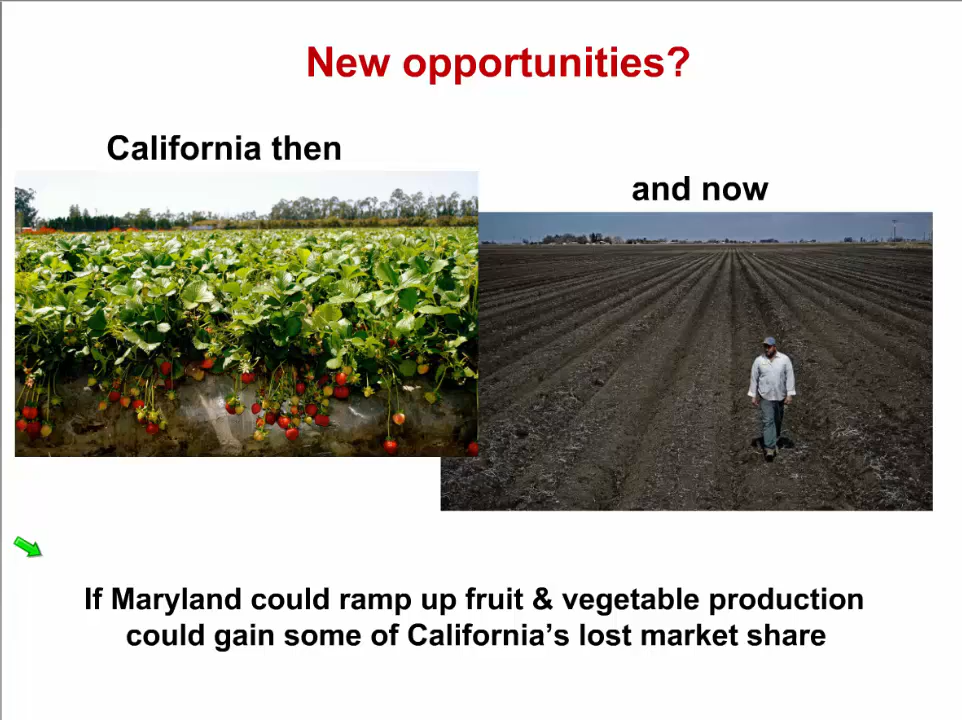 New opportunities?
California then
and now
If Maryland could ramp up fruit & vegetable production
could gain some of California’s lost market share